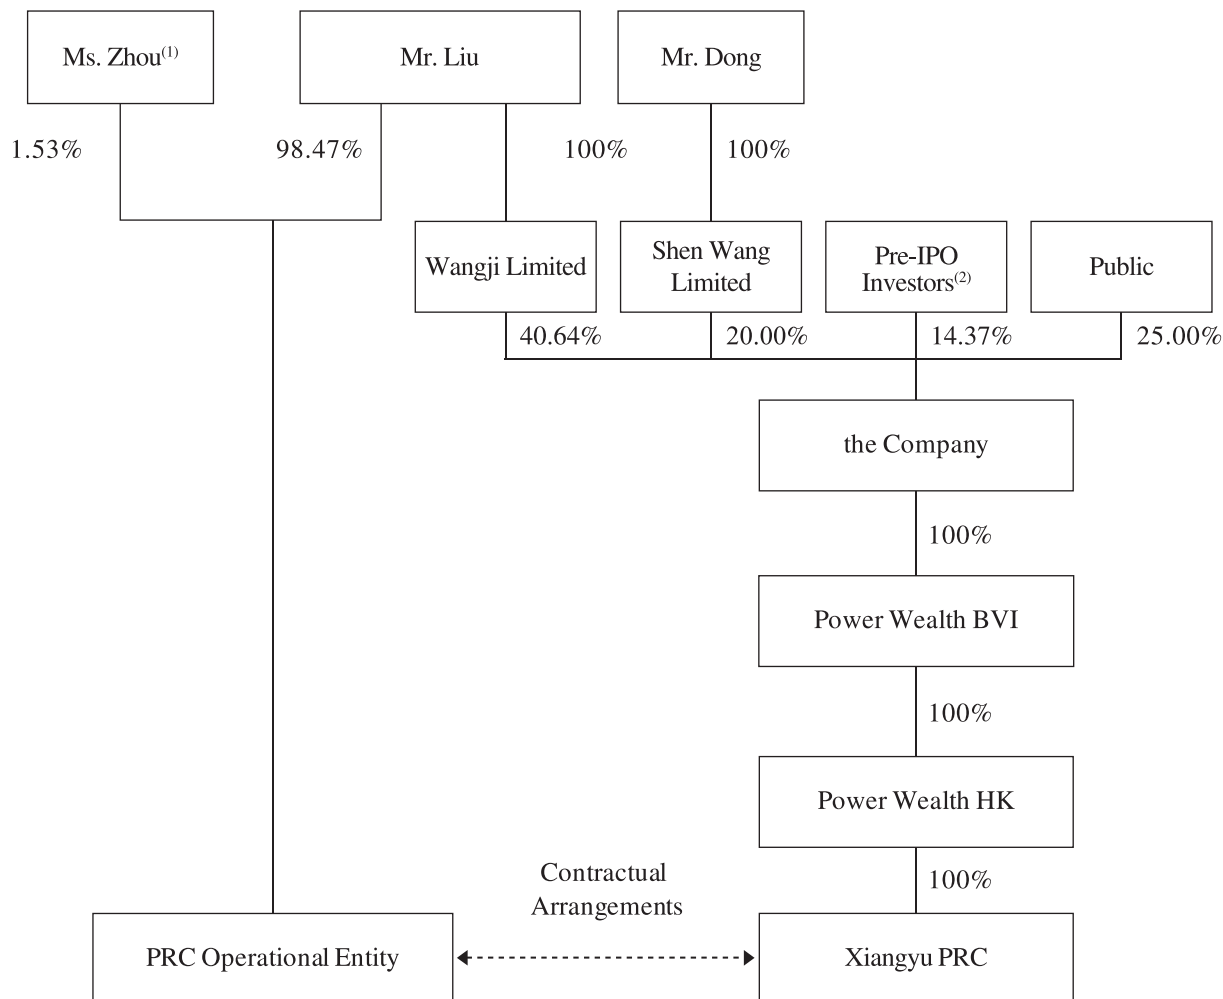 Ms. Zhou(1)
Mr. Liu
Mr. Dong
1.53%
98.47%
100%
100%
Wangji Limited
Shen Wang
Limited
Pre-IPO
Investors(2)
Public
40.64%
20.00%
14.37%
25.00%
the Company
100%
Power Wealth BVI
100%
Power Wealth HK
100%
Contractual
Arrangements
PRC Operational Entity
Xiangyu PRC